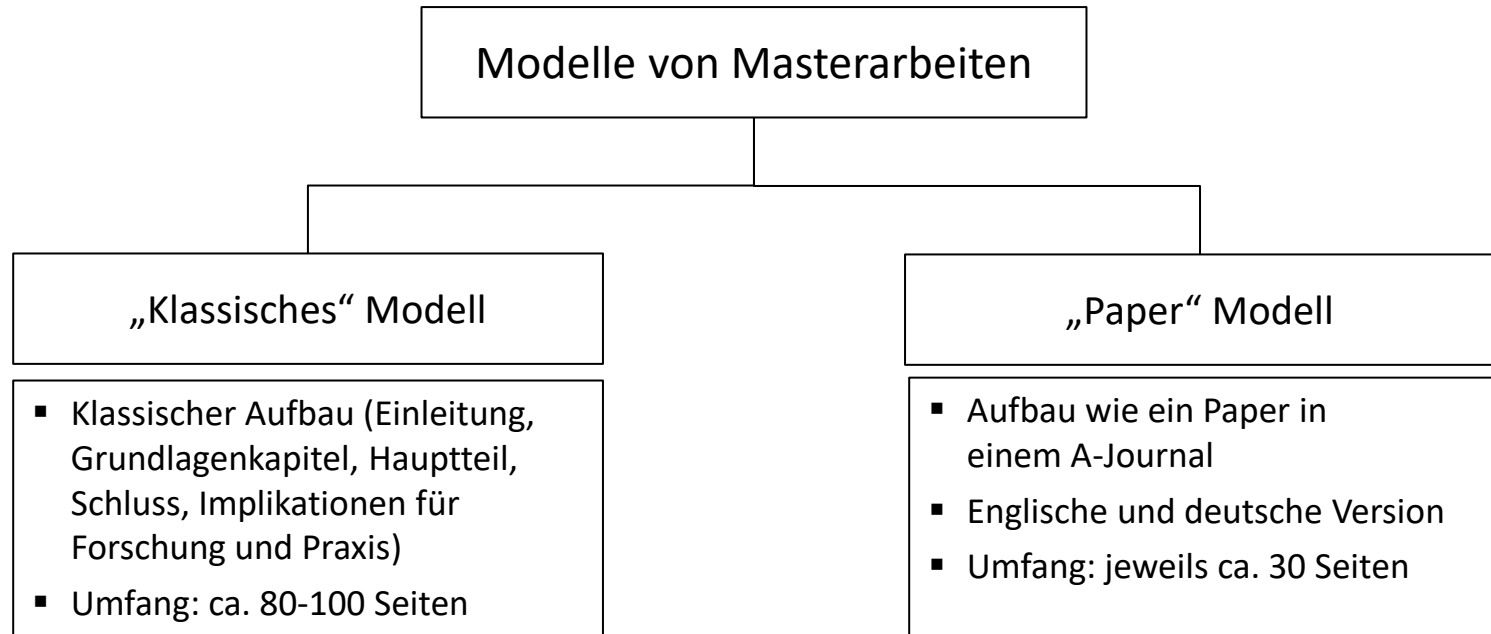 Modelle von Masterarbeiten
„Klassisches“ Modell
▪ Klassischer Aufbau (Einleitung,
Grundlagenkapitel, Hauptteil,
Schluss, Implikationen für
Forschung und Praxis)
▪ Umfang: ca. 80-100 Seiten
„Paper“ Modell
▪ Aufbau wie ein Paper in
einem A-Journal
▪ Englische und deutsche Version
▪ Umfang: jeweils ca. 30 Seiten